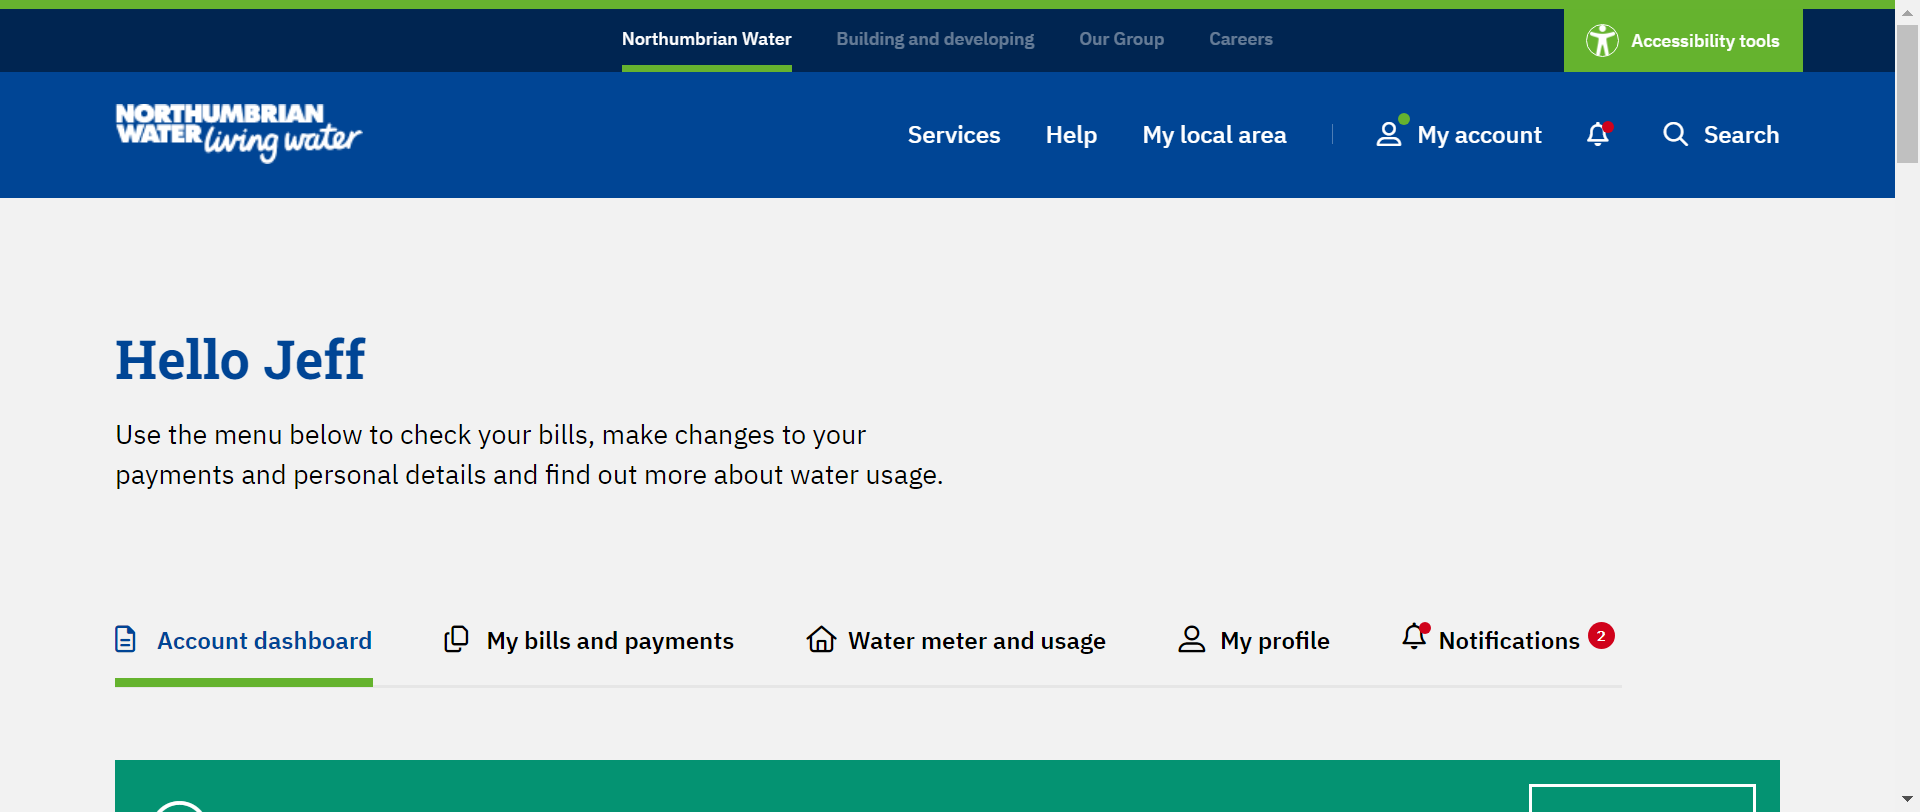 Northumbrian Water Building and developing Our Group Careers Accessibility tools
NORTHUMBRIAN
WATER living water
Services Help My local area My account Search
Hello Jeff
Use the menu below to check your bills, make changes to your
payments and personal details and find out more about water usage.
Account dashboard My bills and payments Water meter and usage My profile Notifications 2